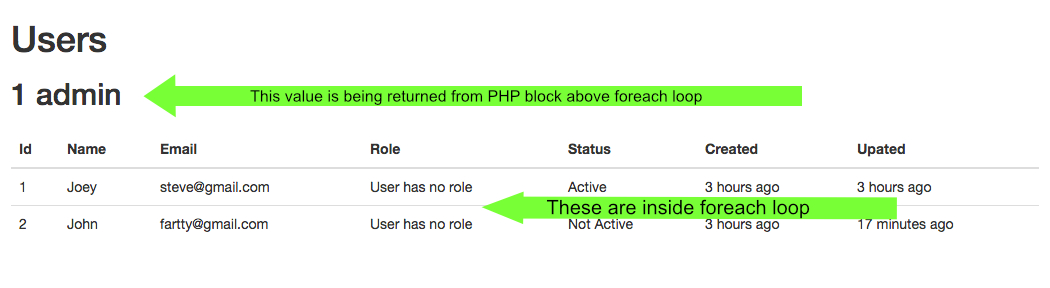 Users
1 admin
This value is being returned from PHP block above foreach loop
Id Name Email Role Status Created Upated
1 Joey steve@gmail.com User has no role Active 3 hours ago 3 hours ago
These are inside foreach loop
2 John fartty@gmail.com User has no role Not Active 3 hours ago 17 minutes ago